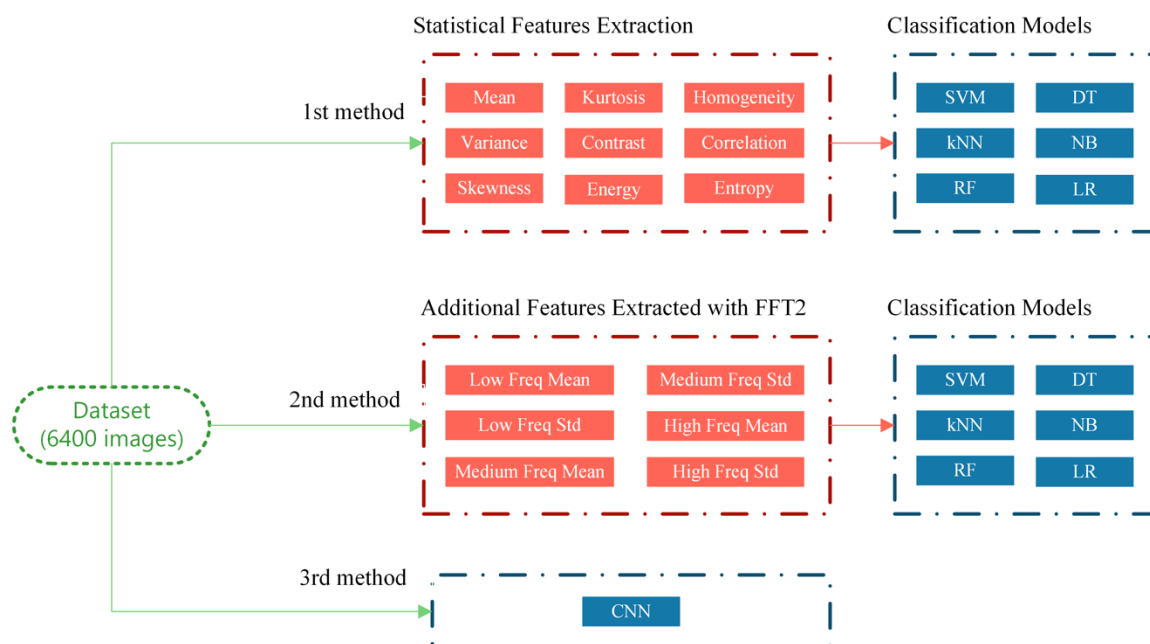 Statistical Features Extraction
Classification Models
1st method
Mean
Kurtosis
Homogeneity
Variance
Contrast
Correlation
Skewness
Energy
Entropy
SVM
DT
kNN
NB
RF
LR
Additional Features Extracted with FFT2
Classification Models
Dataset
(6400 images)
2nd method
Low Freq Mean
Medium Freq Std
Low Freq Std
High Freq Mean
Medium Freq Mean
High Freq Std
SVM
DT
kNN
NB
RF
LR
3rd method
CNN